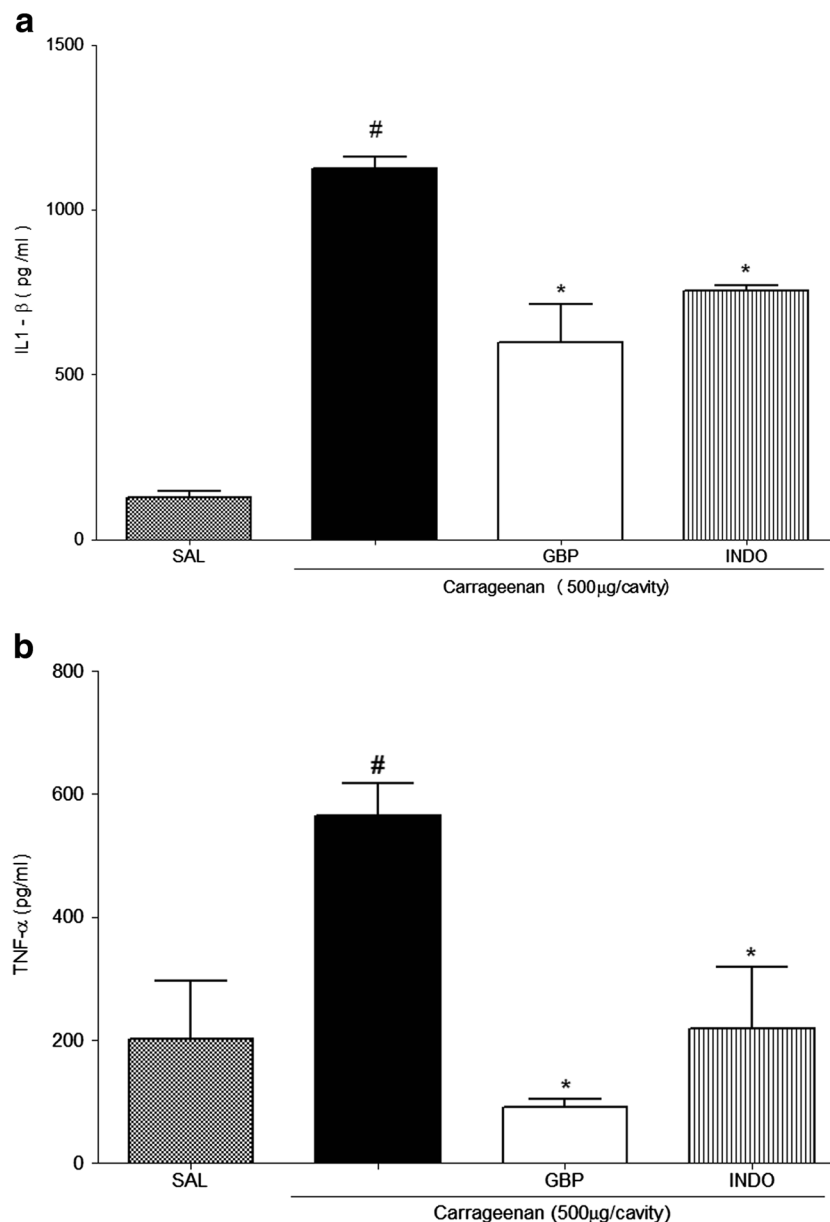 a
1500
#
1000
*
*
IL1 - β ( pg /ml )
500
0
SAL
GBP
INDO
Carrageenan ( 500µg/cavity)
b
800
#
600
TNF-α (pg/ml)
400
*
200
*
0
SAL
GBP
INDO
Carrageenan (500µg/cavity)